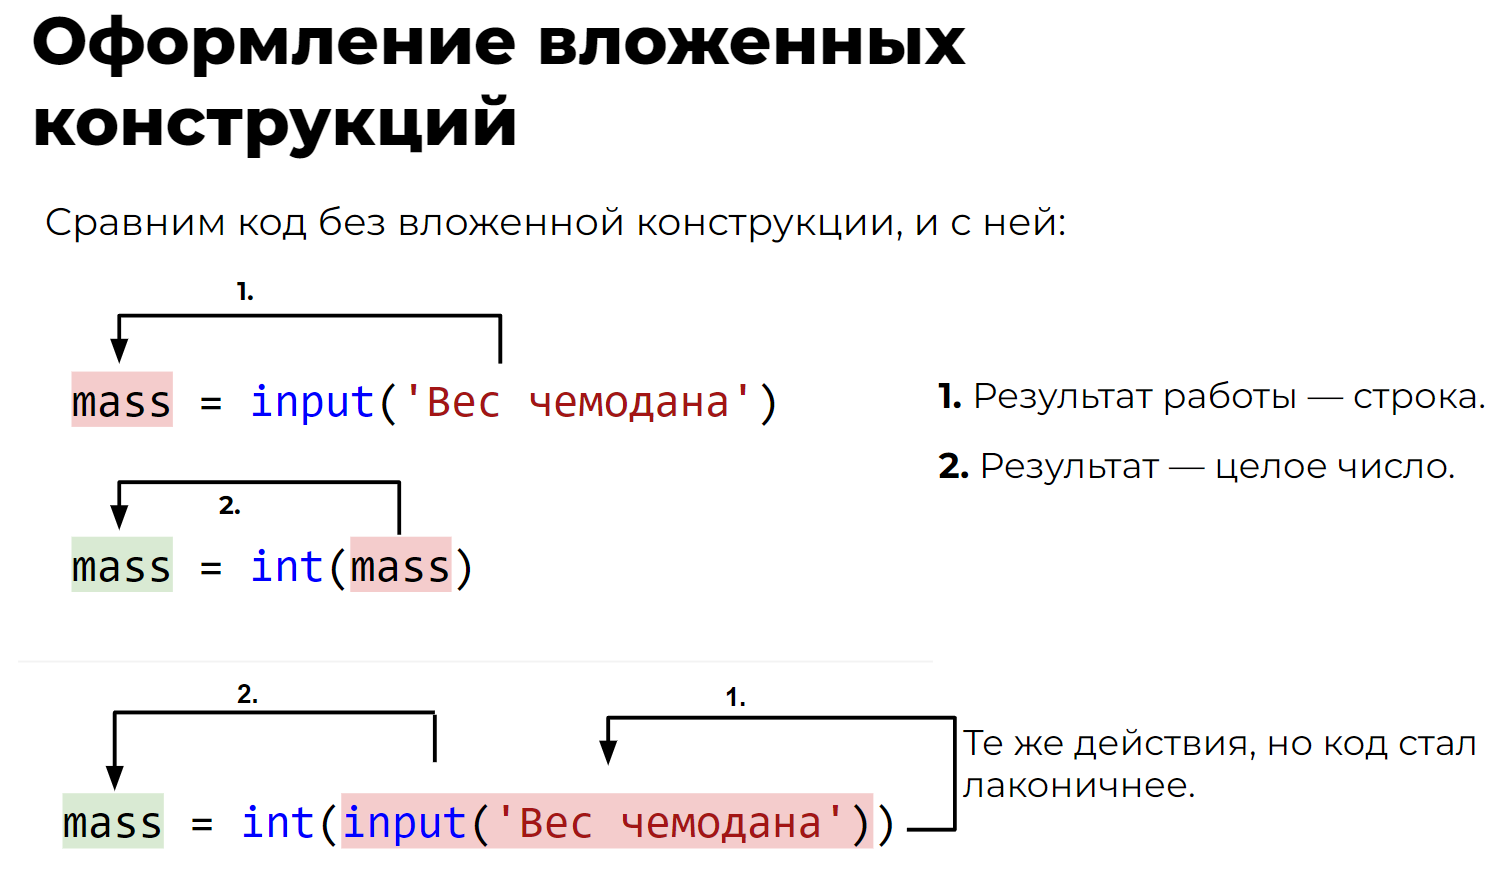 Оформление вложенных
конструкций
Сравним код без вложенной конструкции, и с ней:
1.
mass = input('Вес чемодана')
2.
mass = int(mass)
1. Результат работы — строка.
2. Результат — целое число.
2.
1.
mass = int(input('Вес чемодана'))
Те же действия, но код стал
лаконичнее.